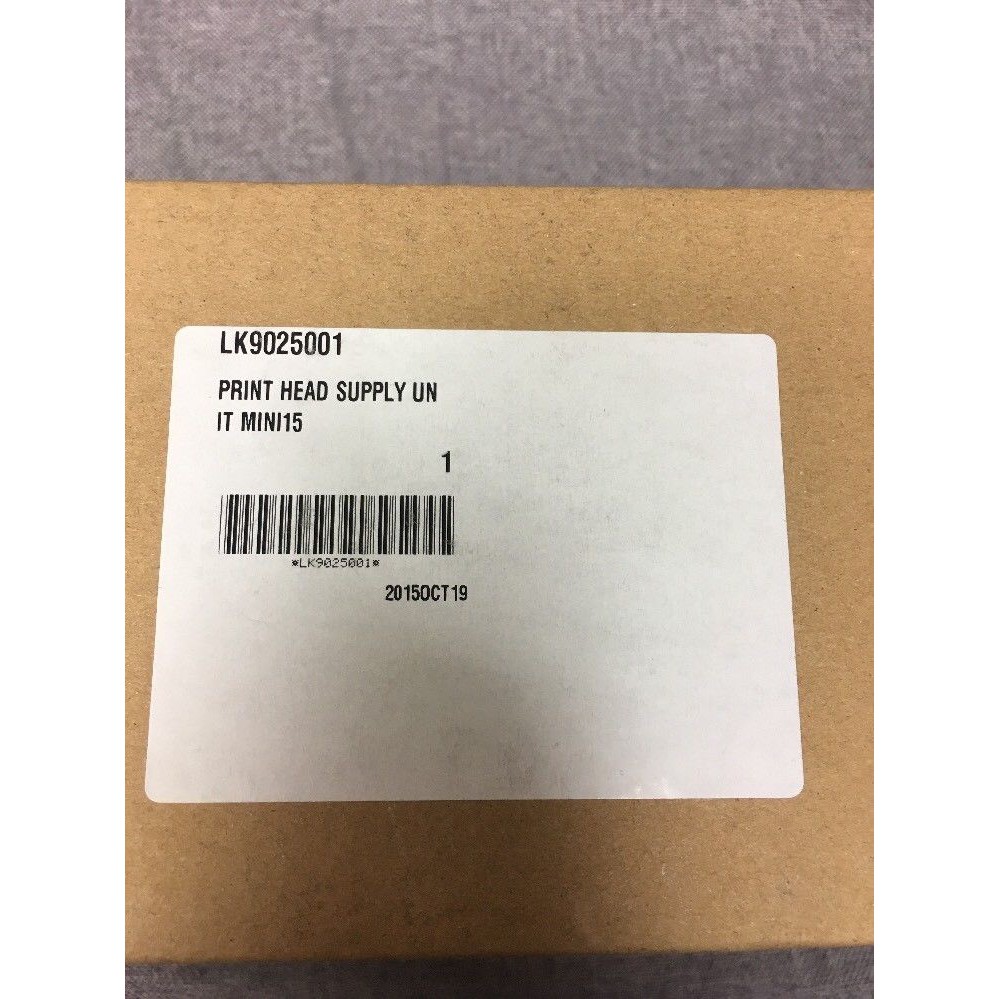 LK9025001
PRINT HEAD SUPPLY UN
IT MINI15
1
*LK9025001*
2015OCT19